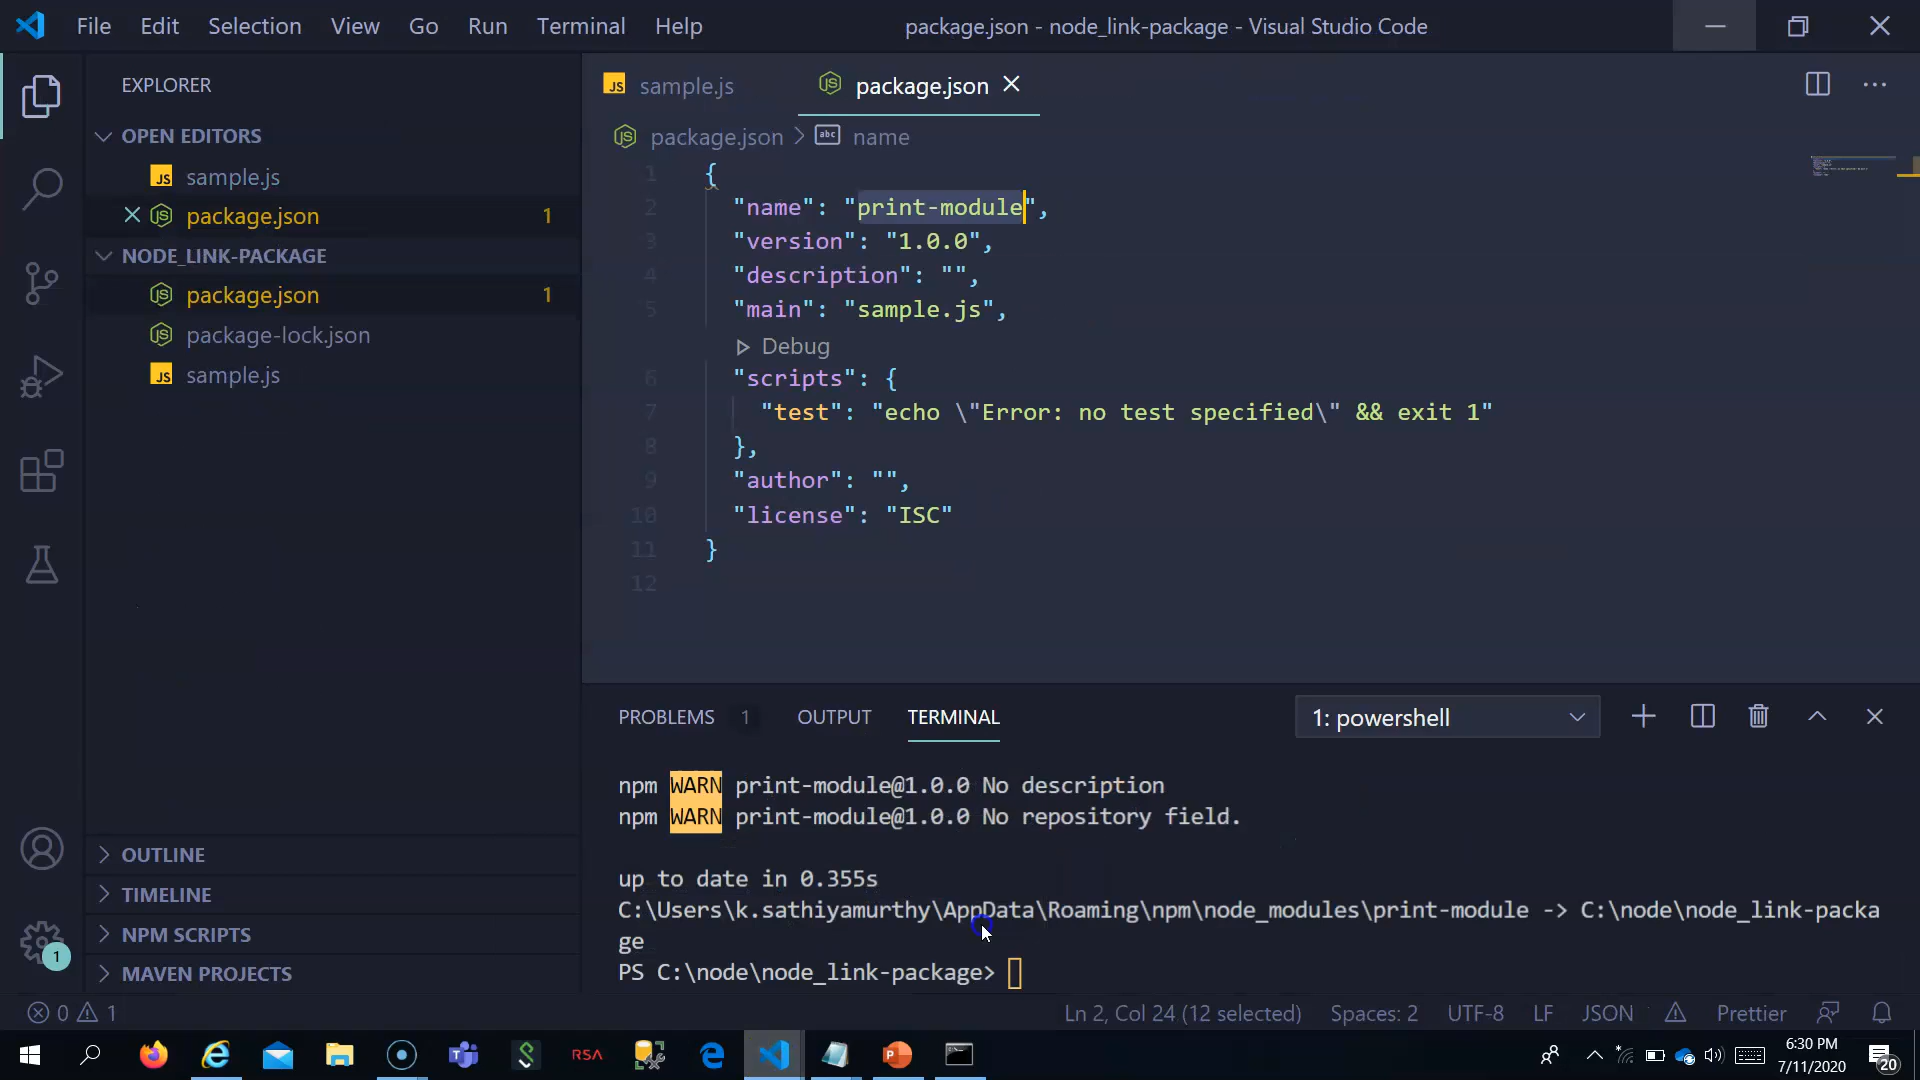 File Edit Selection View Go Run Terminal Help package.json - node_link-package - Visual Studio Code
EXPLORER
OPEN EDITORS
JS sample.js
package.json 1
NODE_LINK-PACKAGE
package.json 1
package-lock.json
JS sample.js
OUTLINE
TIMELINE
NPM SCRIPTS
MAVEN PROJECTS
1
JS sample.js package.json
package.json > abc name
1 {
2 "name": "print-module",
3 "version": "1.0.0",
4 "description": "",
5 "main": "sample.js",
Debug
6 "scripts": {
7 "test": "echo \"Error: no test specified\" && exit 1"
8 },
9 "author": "",
10 "license": "ISC"
11 }
12
PROBLEMS 1 OUTPUT TERMINAL 1: powershell
npm WARN print-module@1.0.0 No description
npm WARN print-module@1.0.0 No repository field.
up to date in 0.355s
C:\Users\k.sathiyamurthy\AppData\Roaming\npm\node_modules\print-module -> C:\node\node_link-packa
ge
PS C:\node\node_link-package>
0 1 Ln 2, Col 24 (12 selected) Spaces: 2 UTF-8 LF JSON Prettier
RSA
6:30 PM
7/11/2020
20